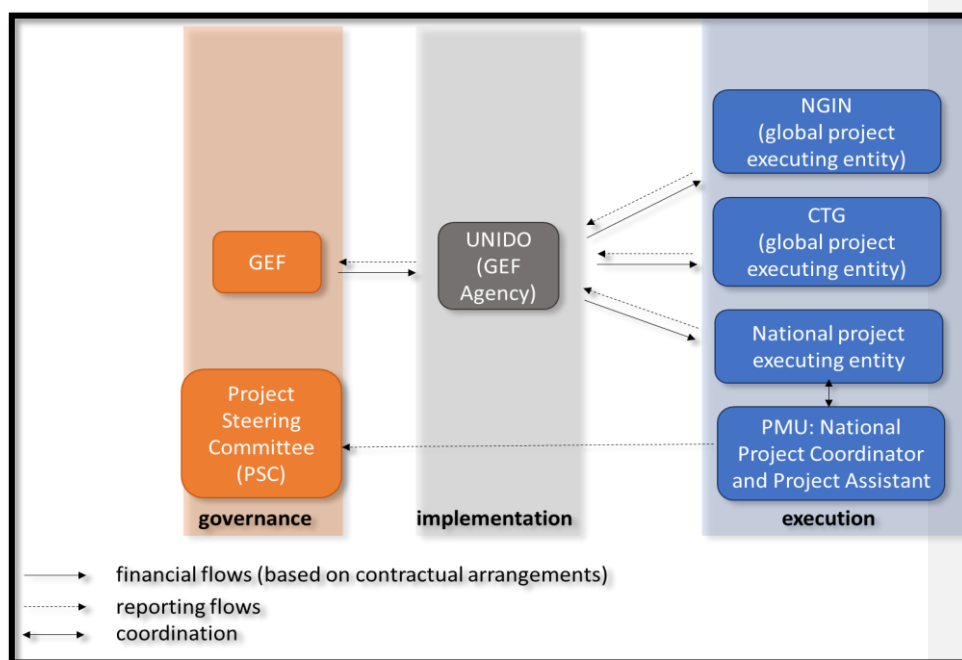 NGIN
(global project
executing entity)
CTG
(global project
executing entity)
GEF
UNIDO
(GEF
Agency)
National project
executing entity
Project
Steering
Committee
(PSC)
PMU: National
Project Coordinator
and Project Assistant
governance
implementation
execution
financial flows (based on contractual arrangements)
reporting flows
coordination